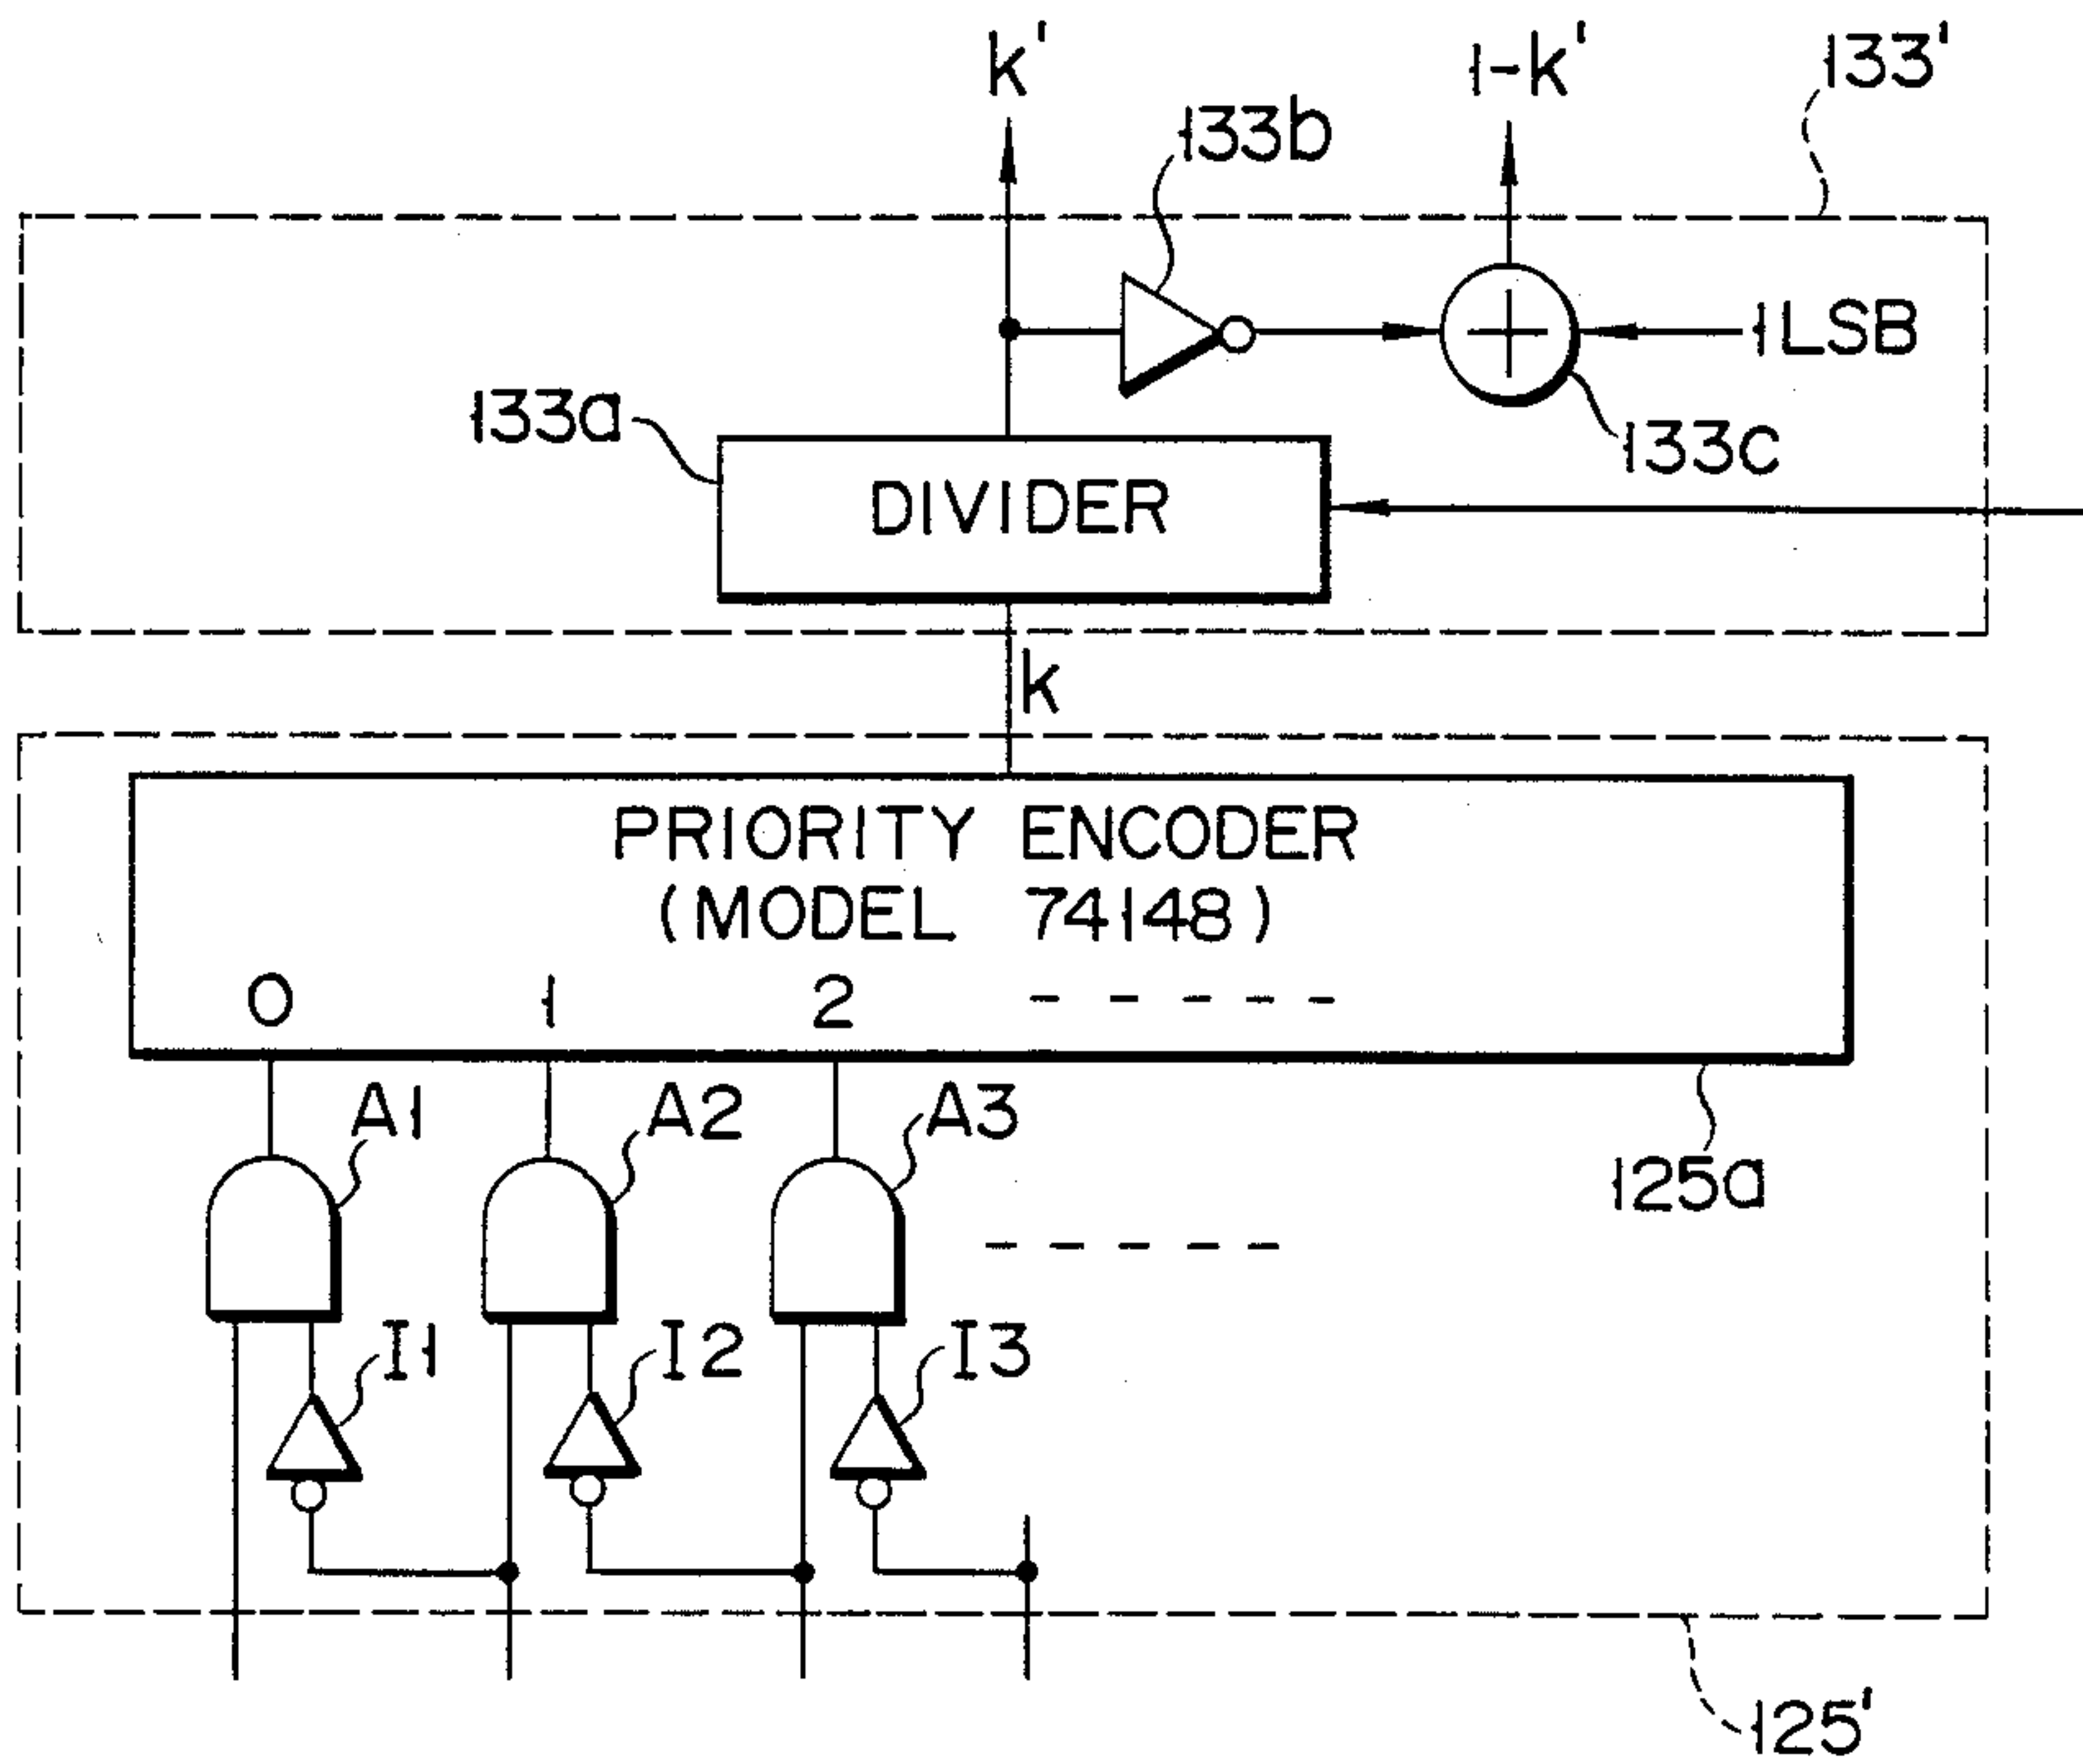 k' 1-k' 133'
133b
1LSB
133a
133c
DIVIDER
k
PRIORITY ENCODER
(MODEL 74148)
0 1 2 - - - - -
A1 A2 A3
125a
- - - - -
I1 I2 I3
125'